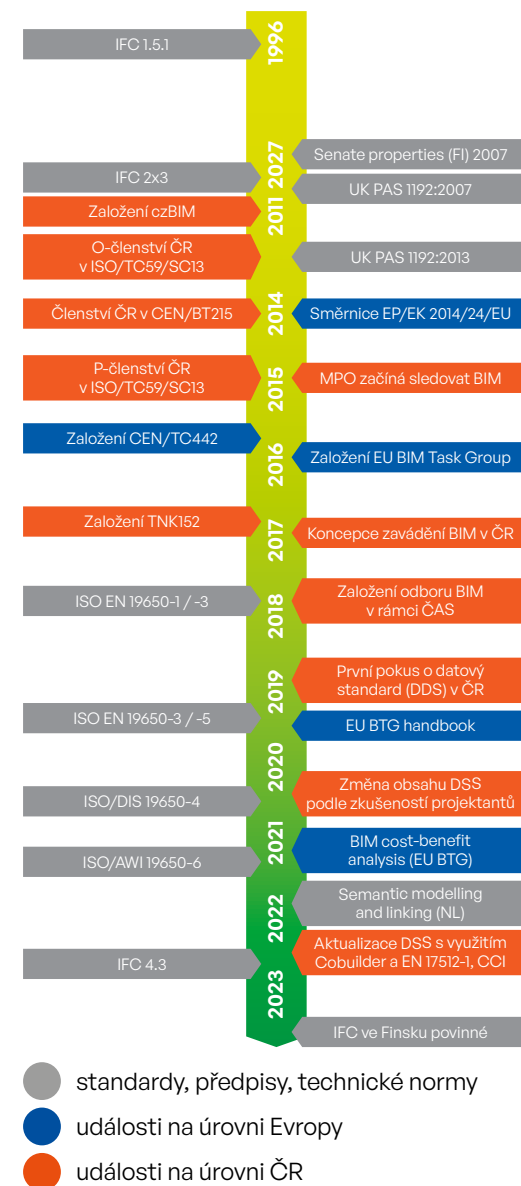 IFC 1.5.1
1996
Senate properties (FI) 2007
2027
IFC 2x3
UK PAS 1192:2007
Založení czBIM
2011
O-členství ČR
v ISO/TC59/SC13
UK PAS 1192:2013
Členství ČR v CEN/BT215
2014
Směrnice EP/EK 2014/24/EU
P-členství ČR
v ISO/TC59/SC13
2015
MPO začíná sledovat BIM
Založení CEN/TC442
2016
Založení EU BIM Task Group
Založení TNK152
2017
Koncepce zavádění BIM v ČR
ISO EN 19650-1 / -3
2018
Založení odboru BIM
v rámci ČAS
2019
První pokus o datový
standard (DDS) v ČR
ISO EN 19650-3 / -5
EU BTG handbook
2020
ISO/DIS 19650-4
Změna obsahu DSS
podle zkušeností projektantů
2021
BIM cost-benefit
analysis (EU BTG)
ISO/AWI 19650-6
2022
Semantic modelling
and linking (NL)
Aktualizace DSS s využitím
Cobuilder a EN 17512-1, CCI
IFC 4.3
2023
IFC ve Finsku povinné
standardy, předpisy, technické normy
události na úrovni Evropy
události na úrovni ČR